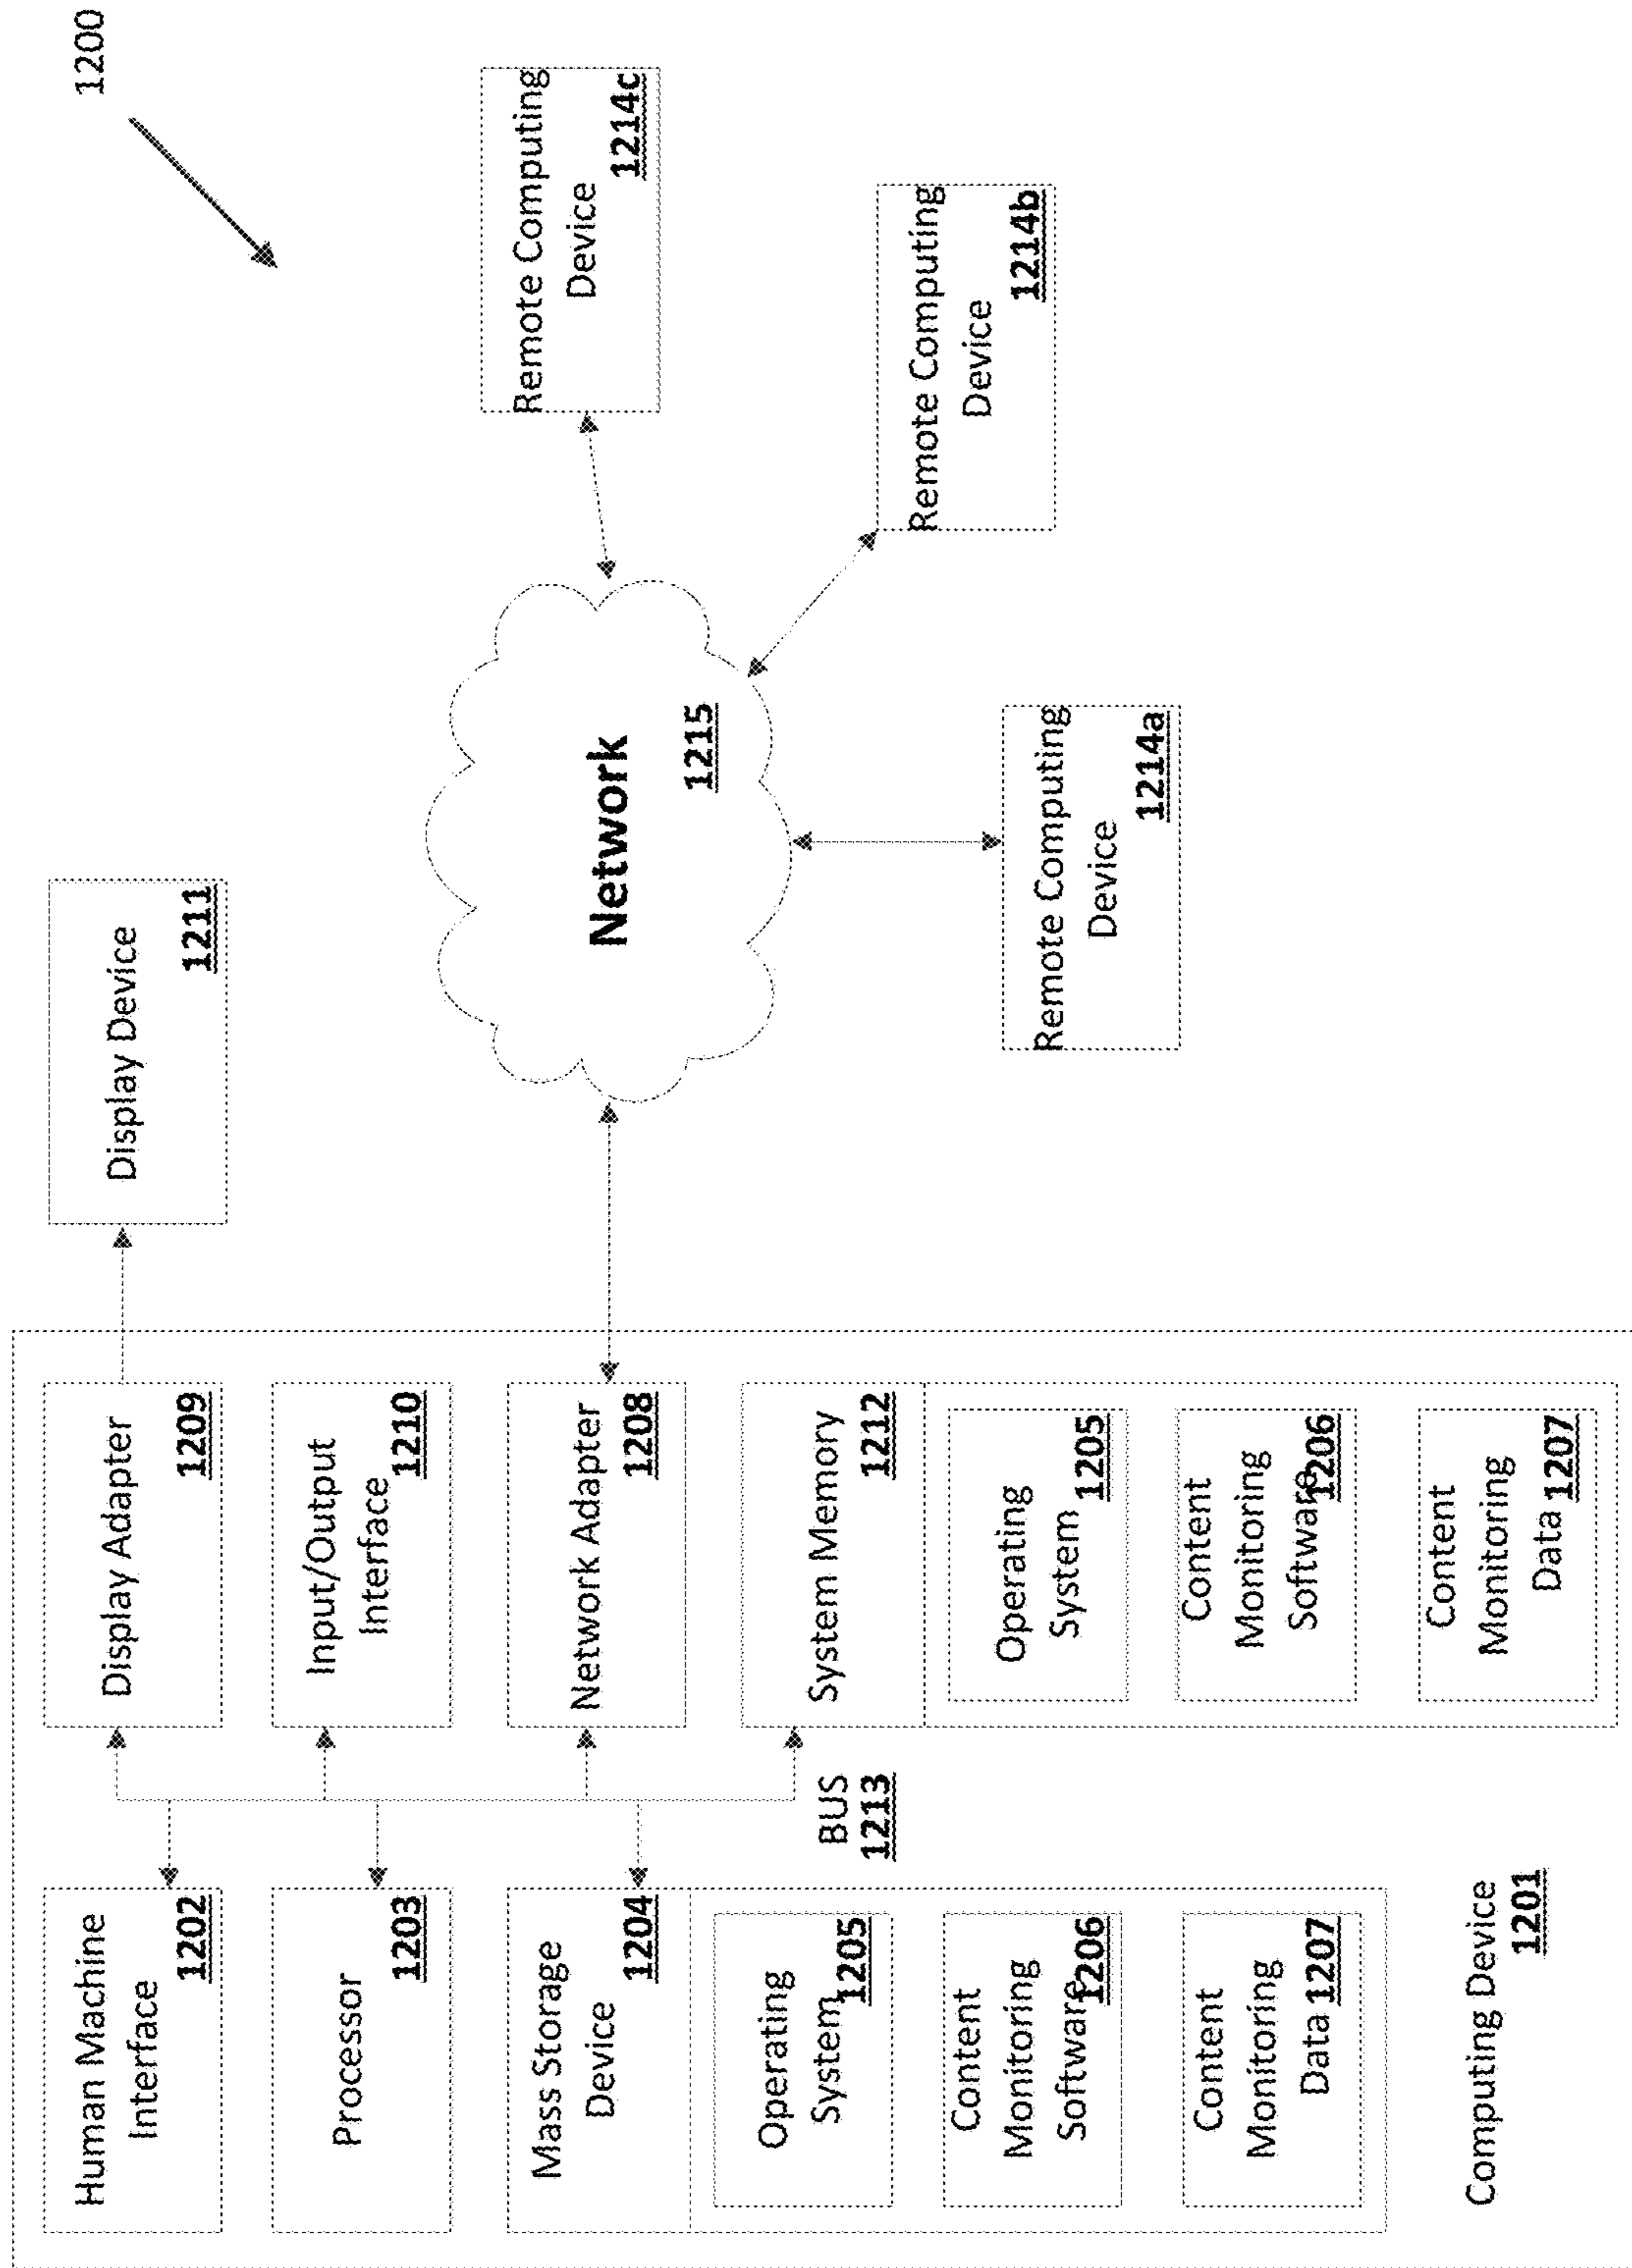 1200
Human Machine
Interface
1202
Display Adapter
1209
Display Device
1211
Processor
1203
Input/Output
Interface
1210
Mass Storage
Device
1204
Network Adapter
1208
Network
1215
Remote Computing
Device
1214c
Operating
System
1205
System Memory
1212
BUS
1213
Remote Computing
Device
1214b
Content
Monitoring
Software
1206
Operating
System
1205
Remote Computing
Device
1214a
Content
Monitoring
Data 1207
Content
Monitoring
Software
1206
Content
Monitoring
Data 1207
Computing Device
1201